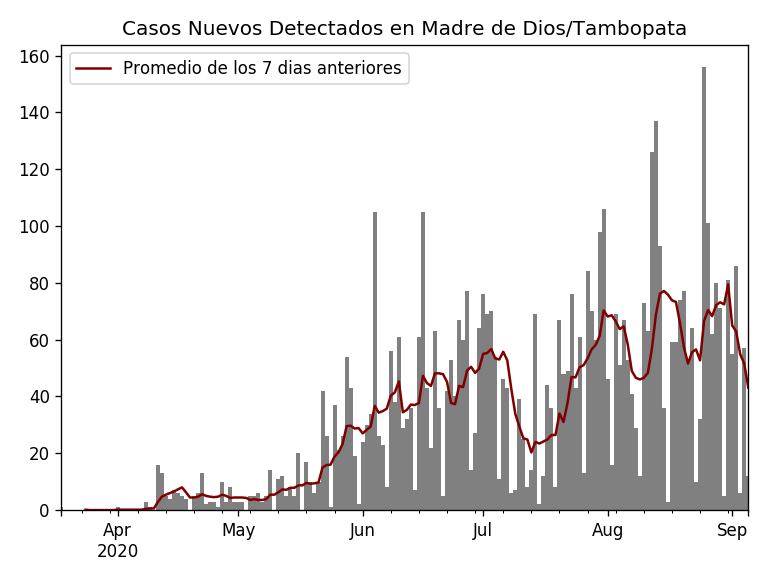 Casos Nuevos Detectados en Madre de Dios/Tambopata
Promedio de los 7 dias anteriores
160
140
120
100
80
60
40
20
0
Apr
2020
May
Jun
Jul
Aug
Sep